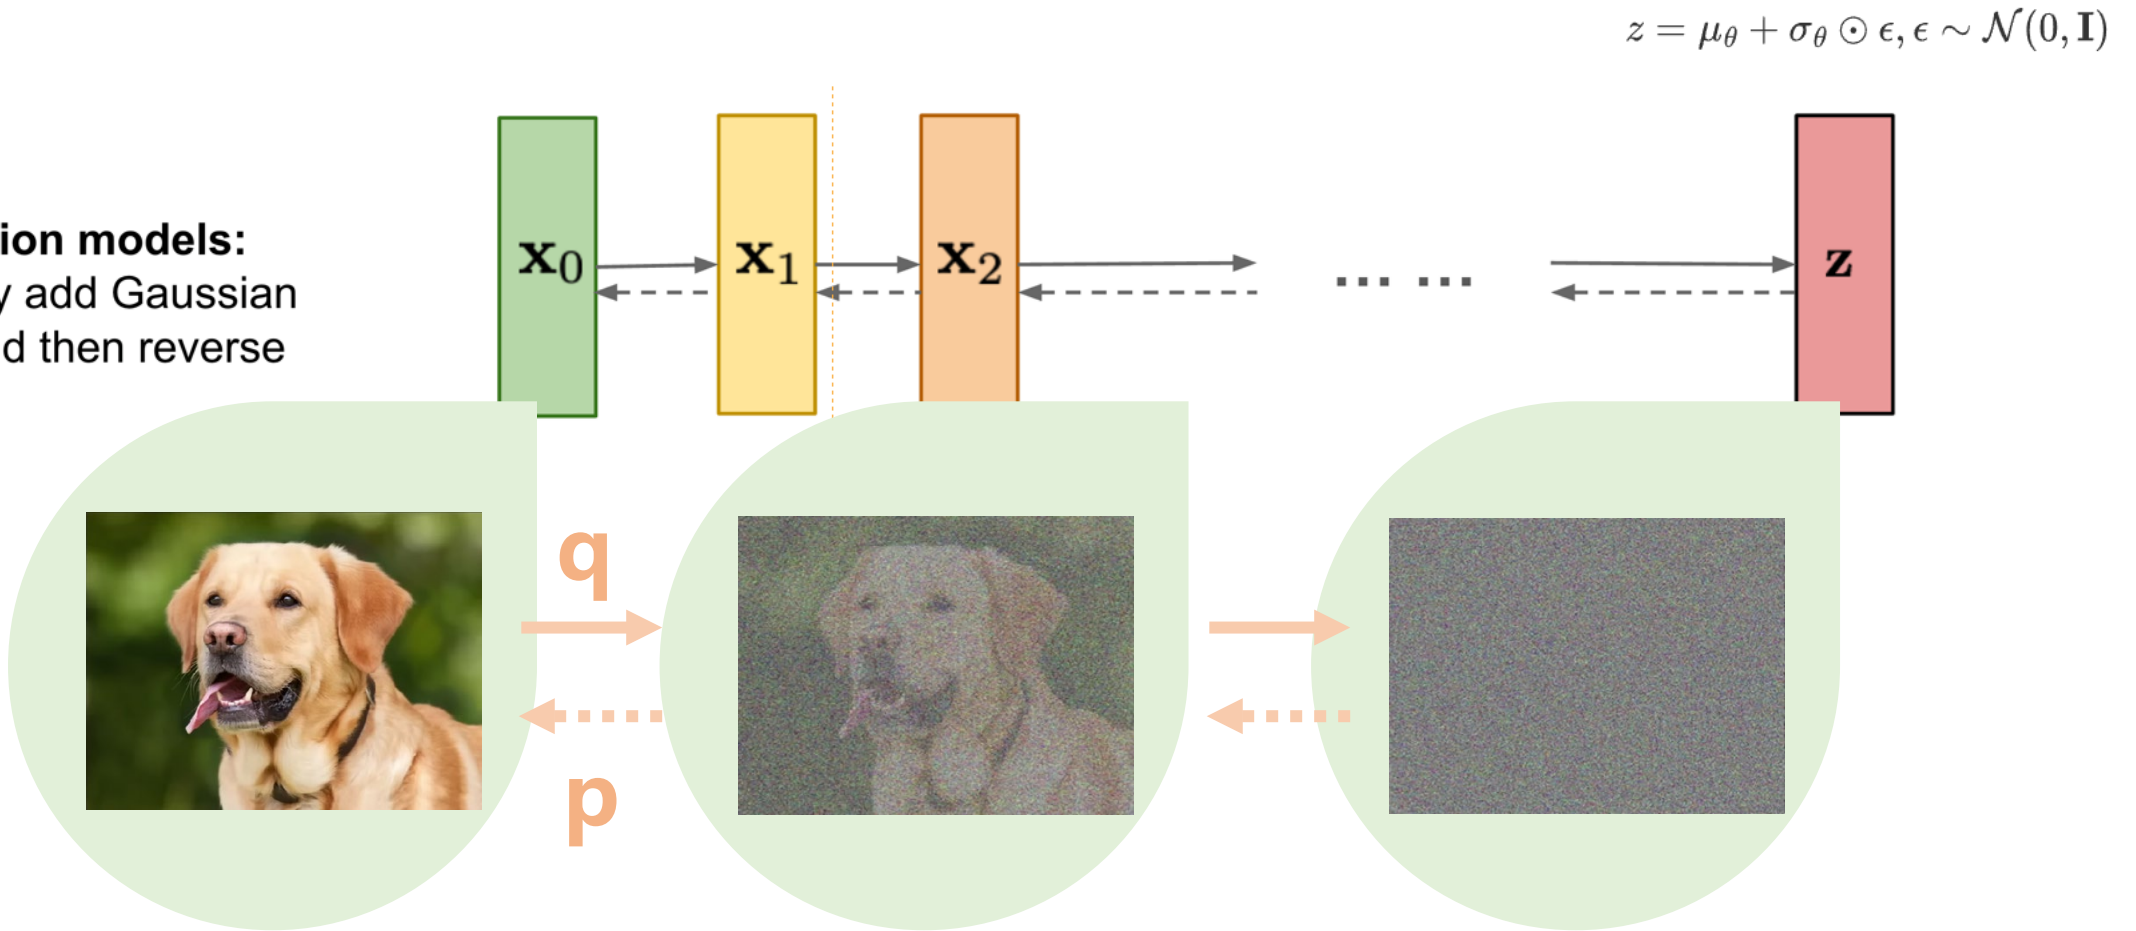 z = μ_θ + σ_θ ⊙ ϵ, ϵ ∼ 𝒩(0, I)
x₀ x₁ x₂ ... ... z
ion models:
y add Gaussian
d then reverse
q
p